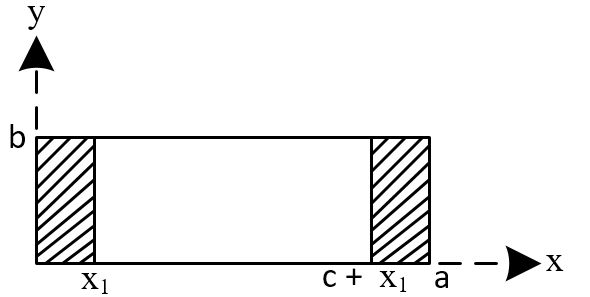 y
b
x
x₁ c + x₁ a